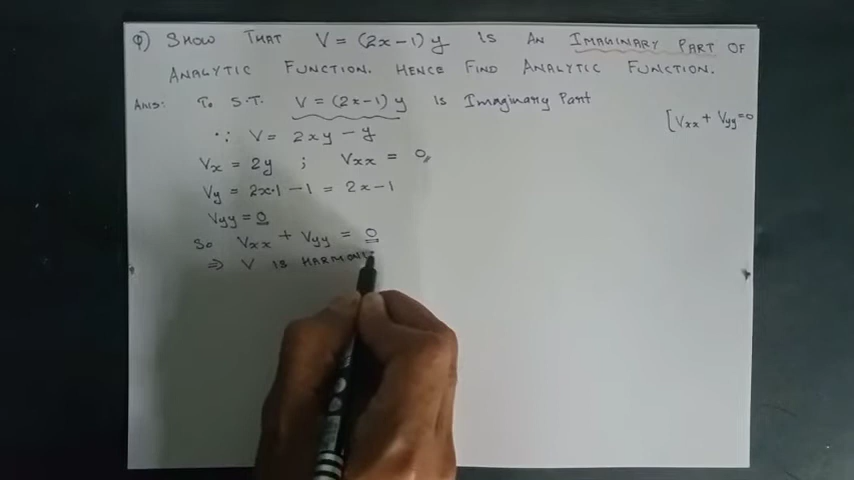 Q) SHOW THAT V = (2x-1)y IS AN IMAGINARY PART OF
ANALYTIC FUNCTION. HENCE FIND ANALYTIC FUNCTION.
Ans: To S.T. V = (2x-1) y Is Imaginary Part
[Vxx + Vyy=0
∵ V = 2xy - y
Vx = 2y ; Vxx = 0
Vy = 2x·1 - 1 = 2x-1
Vyy = 0
So Vxx + Vyy = 0
⇒ V IS HARMONI